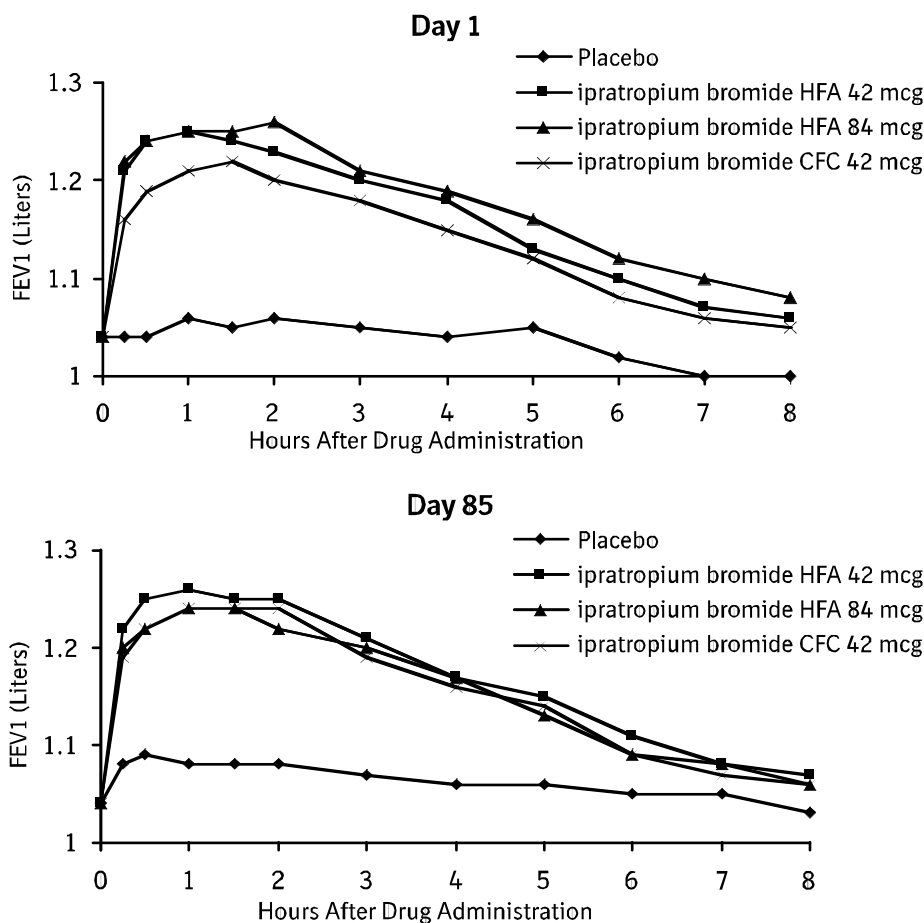 Day 1
Placebo
ipratropium bromide HFA 42 mcg
ipratropium bromide HFA 84 mcg
ipratropium bromide CFC 42 mcg
FEV1 (Liters)
1.3
1.2
1.1
1
0 1 2 3 4 5 6 7 8
Hours After Drug Administration
Day 85
Placebo
ipratropium bromide HFA 42 mcg
ipratropium bromide HFA 84 mcg
ipratropium bromide CFC 42 mcg
FEV1 (Liters)
1.3
1.2
1.1
1
0 1 2 3 4 5 6 7 8
Hours After Drug Administration